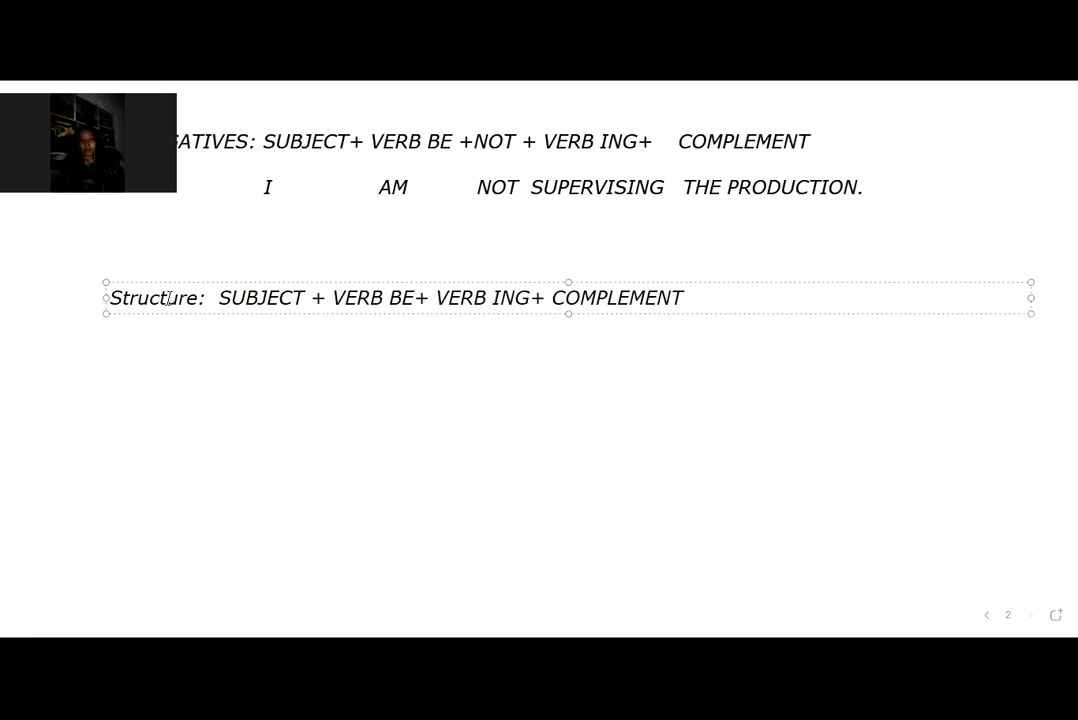 GATIVES: SUBJECT+ VERB BE +NOT + VERB ING+ COMPLEMENT
I AM NOT SUPERVISING THE PRODUCTION.
Structure: SUBJECT + VERB BE+ VERB ING+ COMPLEMENT
2